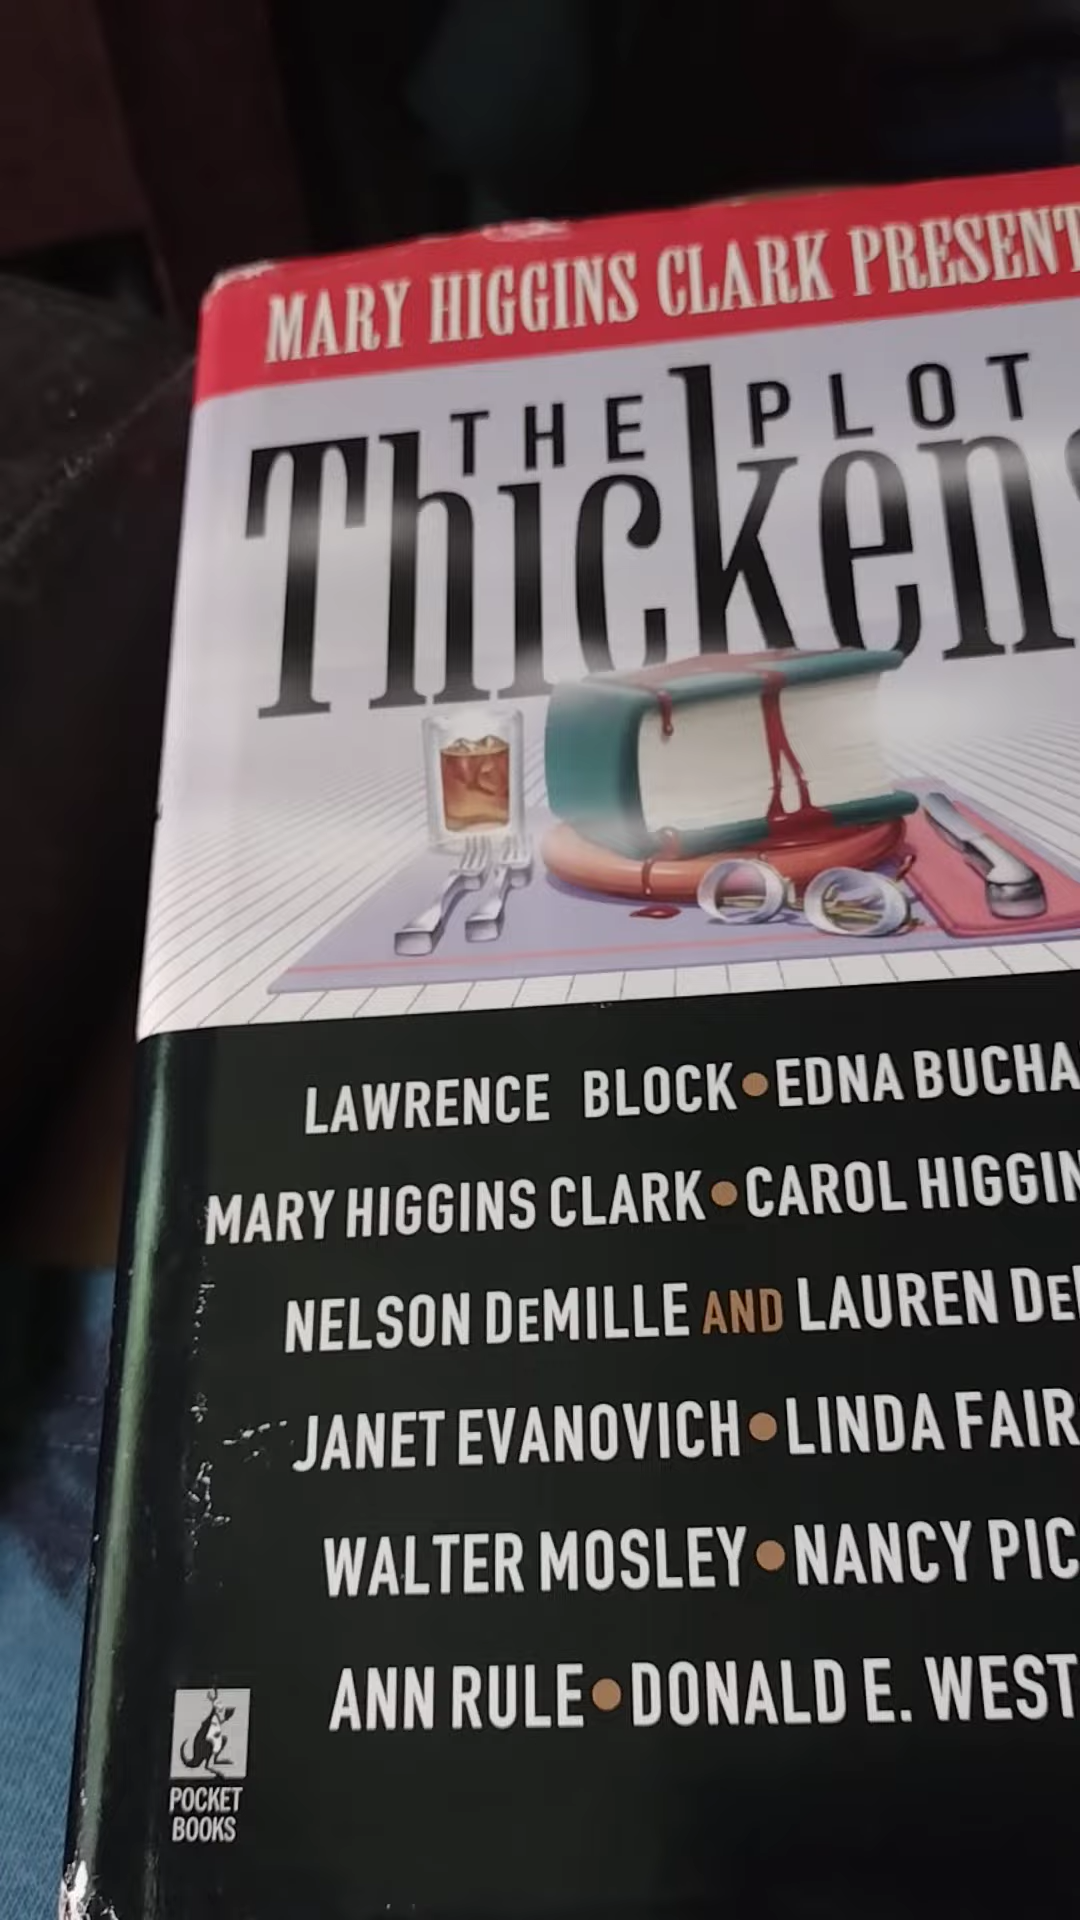 MARY HIGGINS CLARK PRESENT
THE PLOT
Thickens
LAWRENCE BLOCK•EDNA BUCHA
MARY HIGGINS CLARK•CAROL HIGGIN
NELSON DEMILLE AND LAUREN DE
JANET EVANOVICH•LINDA FAIR
WALTER MOSLEY•NANCY PIC
ANN RULE•DONALD E. WEST
POCKET
BOOKS